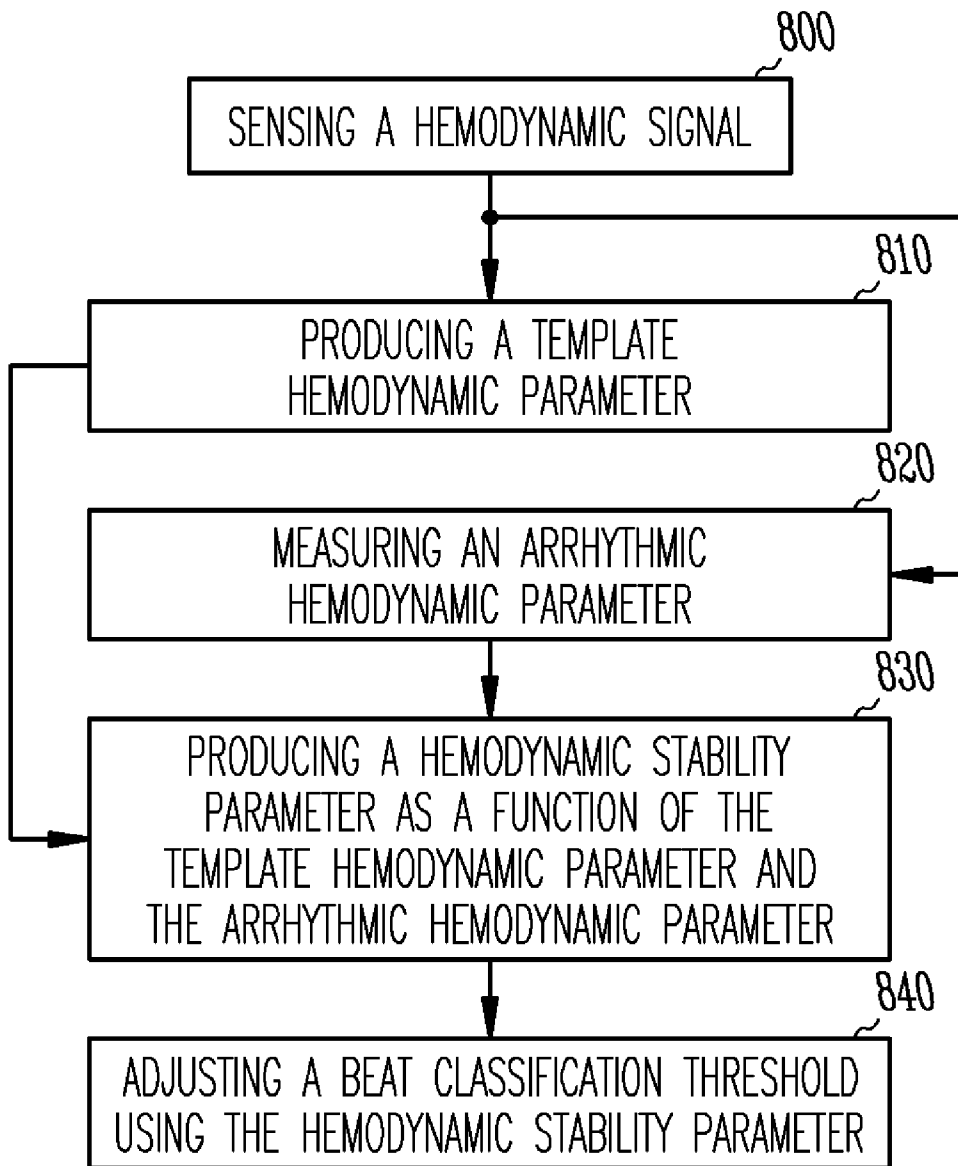 800
SENSING A HEMODYNAMIC SIGNAL
810
PRODUCING A TEMPLATE
HEMODYNAMIC PARAMETER
820
MEASURING AN ARRHYTHMIC
HEMODYNAMIC PARAMETER
830
PRODUCING A HEMODYNAMIC STABILITY
PARAMETER AS A FUNCTION OF THE
TEMPLATE HEMODYNAMIC PARAMETER AND
THE ARRHYTHMIC HEMODYNAMIC PARAMETER
840
ADJUSTING A BEAT CLASSIFICATION THRESHOLD
USING THE HEMODYNAMIC STABILITY PARAMETER